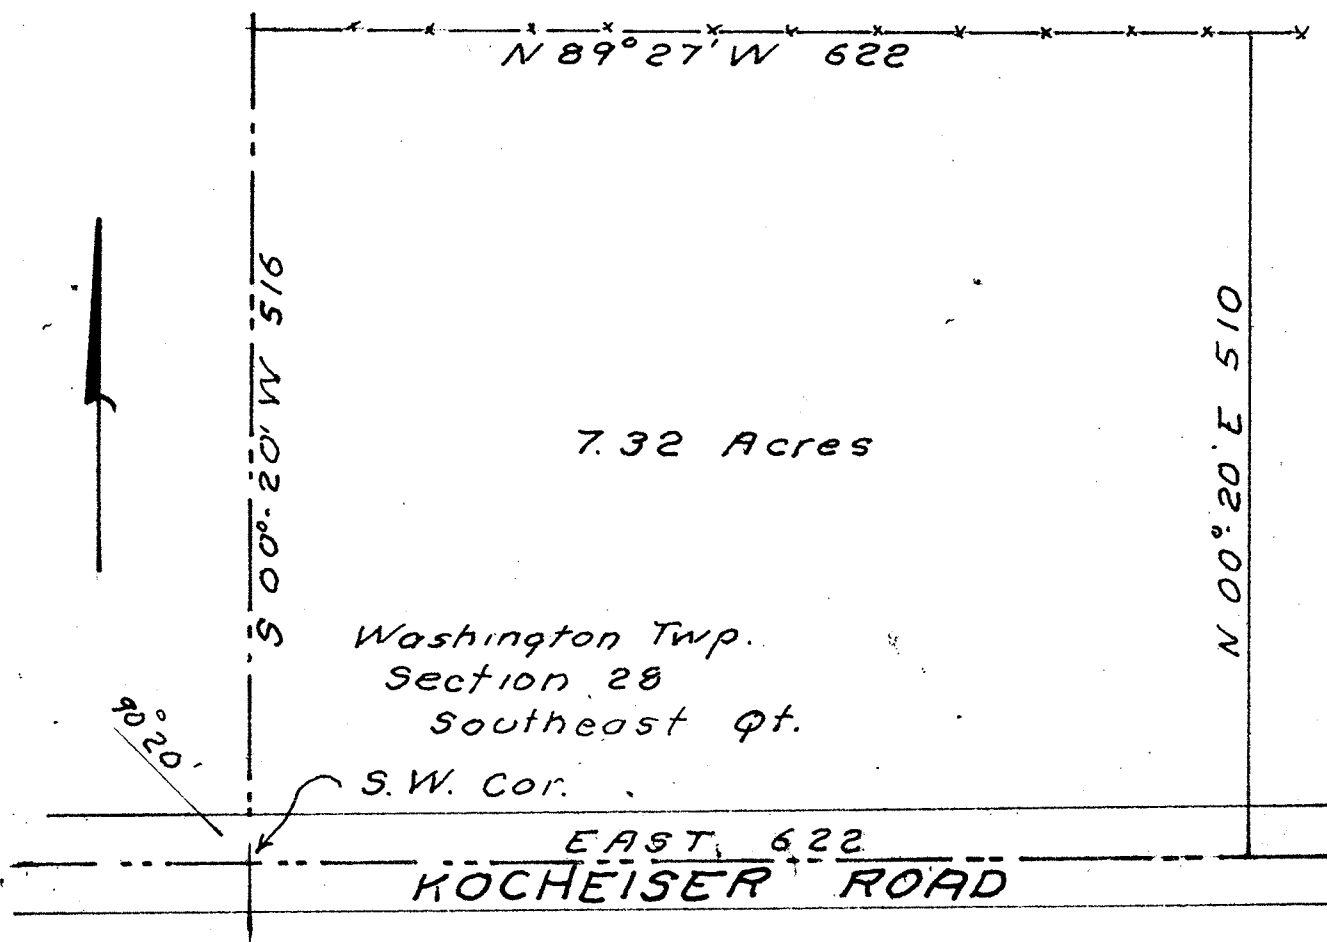 N 89° 27' W 622
S 00°-20' W 516
N 00°-20' E 510
7.32 Acres
Washington Twp.
Section 28
Southeast Qt.
90° 20'
S.W. Cor.
EAST 622
KOCHEISER ROAD